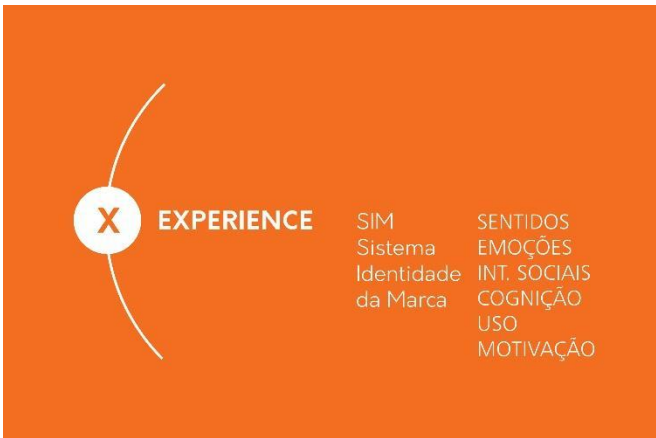 X
EXPERIENCE
SIM
Sistema
Identidade
da Marca
SENTIDOS
EMOÇÕES
INT. SOCIAIS
COGNIÇÃO
USO
MOTIVAÇÃO